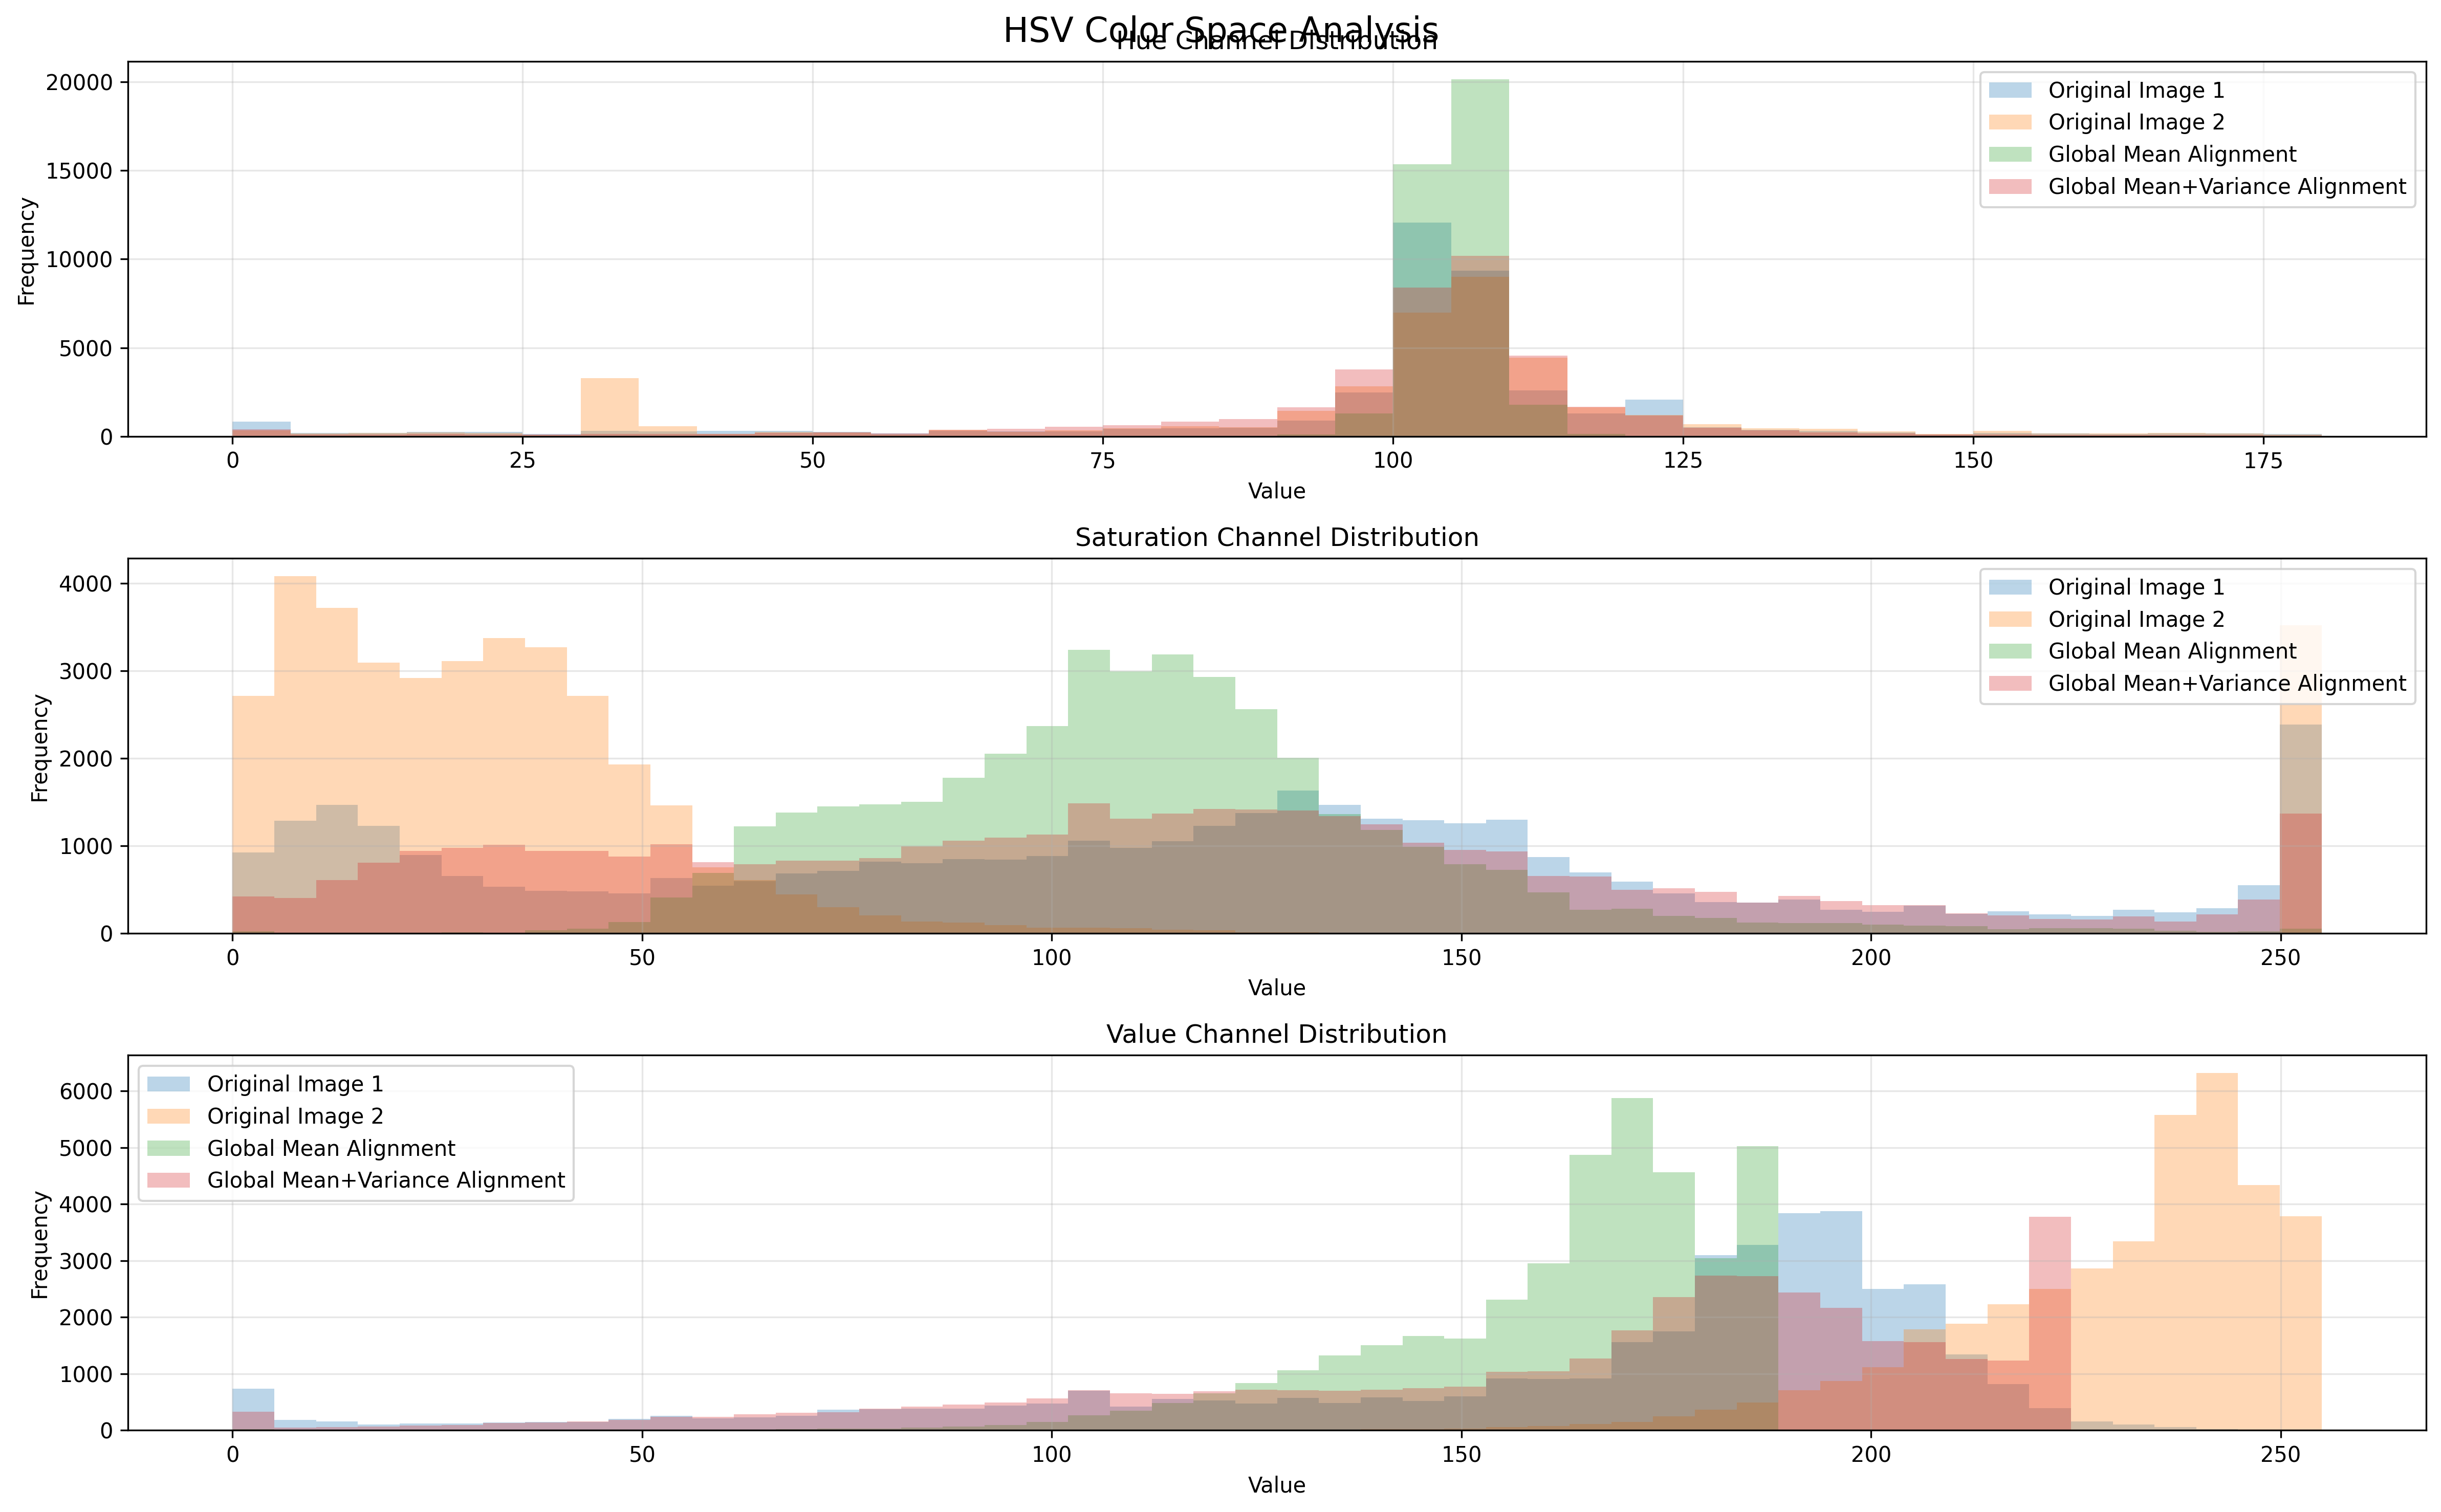 HSV Color Space Analysis
Hue Channel Distribution
Frequency
20000
15000
10000
5000
0
0 25 50 75 100 125 150 175
Value
Original Image 1
Original Image 2
Global Mean Alignment
Global Mean+Variance Alignment
Saturation Channel Distribution
Frequency
4000
3000
2000
1000
0
0 50 100 150 200 250
Value
Original Image 1
Original Image 2
Global Mean Alignment
Global Mean+Variance Alignment
Value Channel Distribution
Frequency
6000
5000
4000
3000
2000
1000
0
0 50 100 150 200 250
Value
Original Image 1
Original Image 2
Global Mean Alignment
Global Mean+Variance Alignment